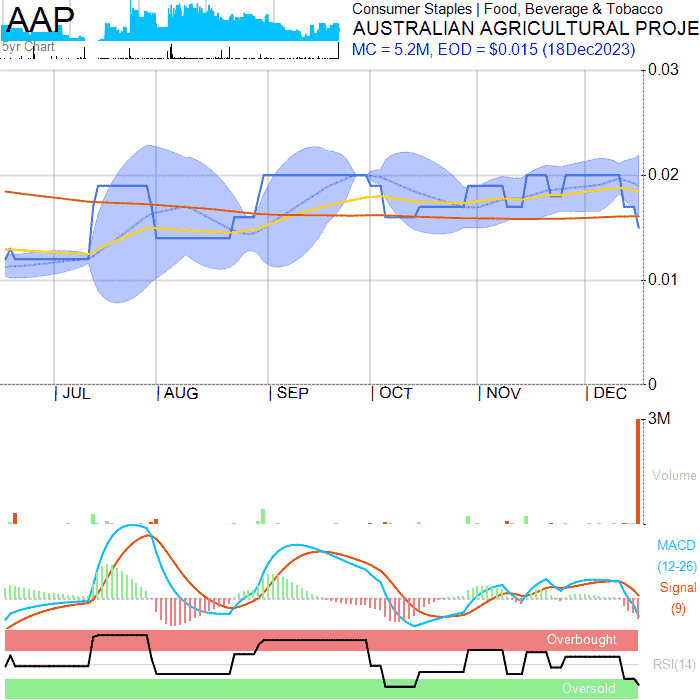 AAP
5yr Chart
Consumer Staples | Food, Beverage & Tobacco
AUSTRALIAN AGRICULTURAL PROJE
MC = 5.2M, EOD = $0.015 (18Dec2023)
0.03
0.02
0.01
0
| JUL | AUG | SEP | OCT | NOV | DEC
3M
Volume
MACD
(12-26)
Signal
(9)
Overbought
RSI(14)
Oversold